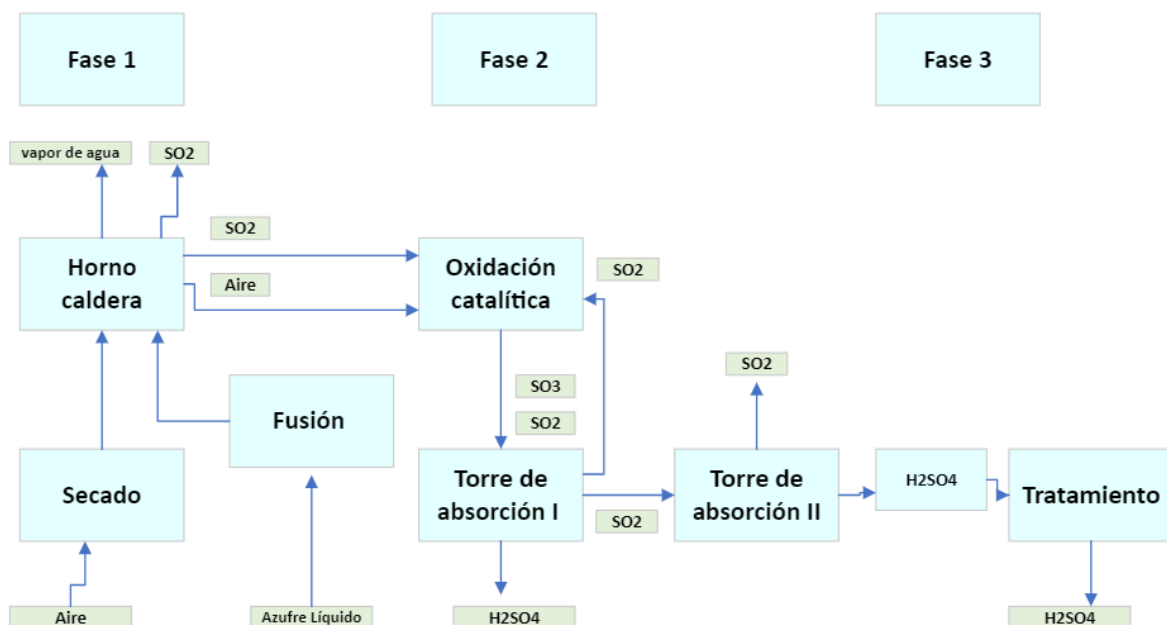 Fase 1
Fase 2
Fase 3
vapor de agua
SO2
SO2
Horno
caldera
Aire
Oxidación
catalítica
SO2
SO3
SO2
SO2
Fusión
Secado
Torre de
absorción I
SO2
Torre de
absorción II
H2SO4
Tratamiento
Aire
Azufre Líquido
H2SO4
H2SO4